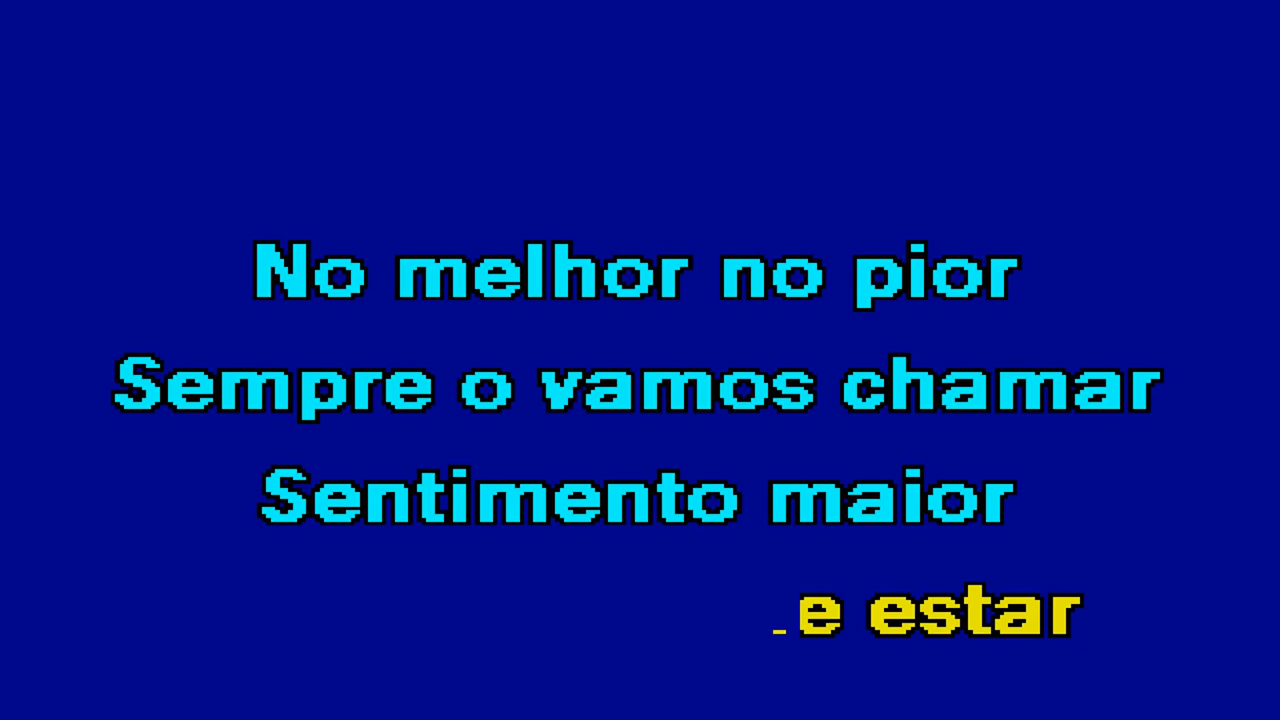 No melhor no pior
Sempre o vamos chamar
Sentimento maior
e estar